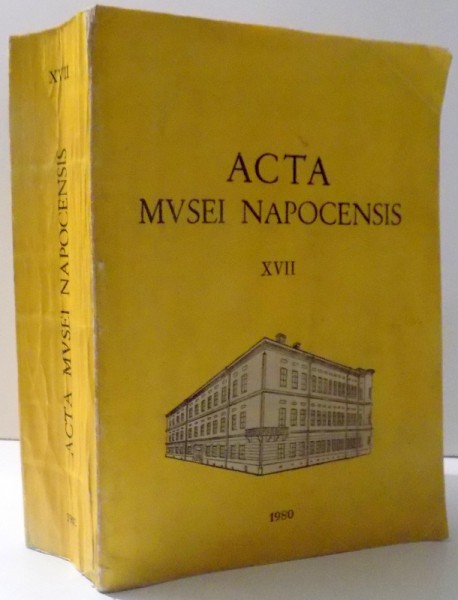 ACTA
MVSEI NAPOCENSIS
XVII
1980
XVII
ACTA MVSEI NAPOCENSIS